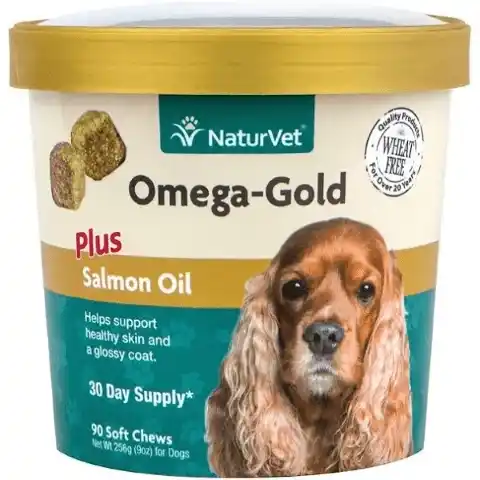 NaturVet®
Quality Products
WHEAT
FREE
For Over 20 Years
Omega-Gold
Plus
Salmon Oil
Helps support
healthy skin and
a glossy coat.
30 Day Supply*
90 Soft Chews
Net Wt 256g (9oz) for Dogs